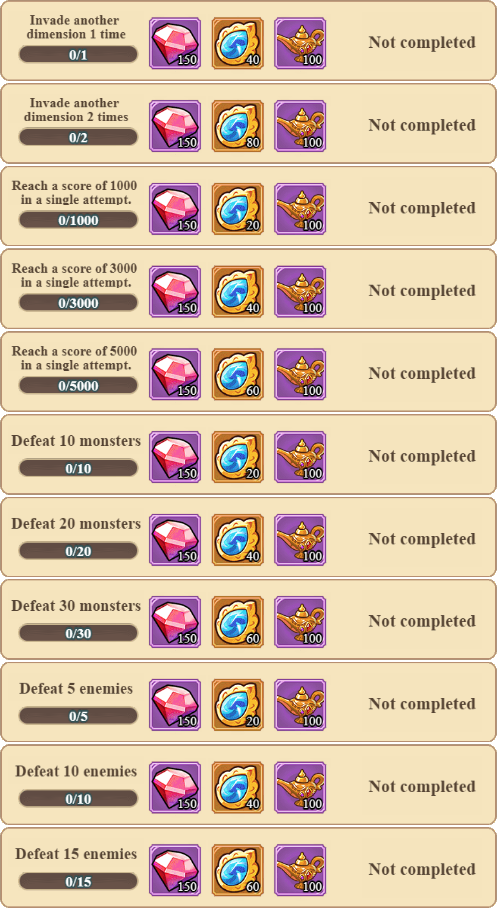 Invade another
dimension 1 time
0/1
150
40
100
Not completed
Invade another
dimension 2 times
0/2
150
80
100
Not completed
Reach a score of 1000
in a single attempt.
0/1000
150
20
100
Not completed
Reach a score of 3000
in a single attempt.
0/3000
150
40
100
Not completed
Reach a score of 5000
in a single attempt.
0/5000
150
60
100
Not completed
Defeat 10 monsters
0/10
150
20
100
Not completed
Defeat 20 monsters
0/20
150
40
100
Not completed
Defeat 30 monsters
0/30
150
60
100
Not completed
Defeat 5 enemies
0/5
150
20
100
Not completed
Defeat 10 enemies
0/10
150
40
100
Not completed
Defeat 15 enemies
0/15
150
60
100
Not completed